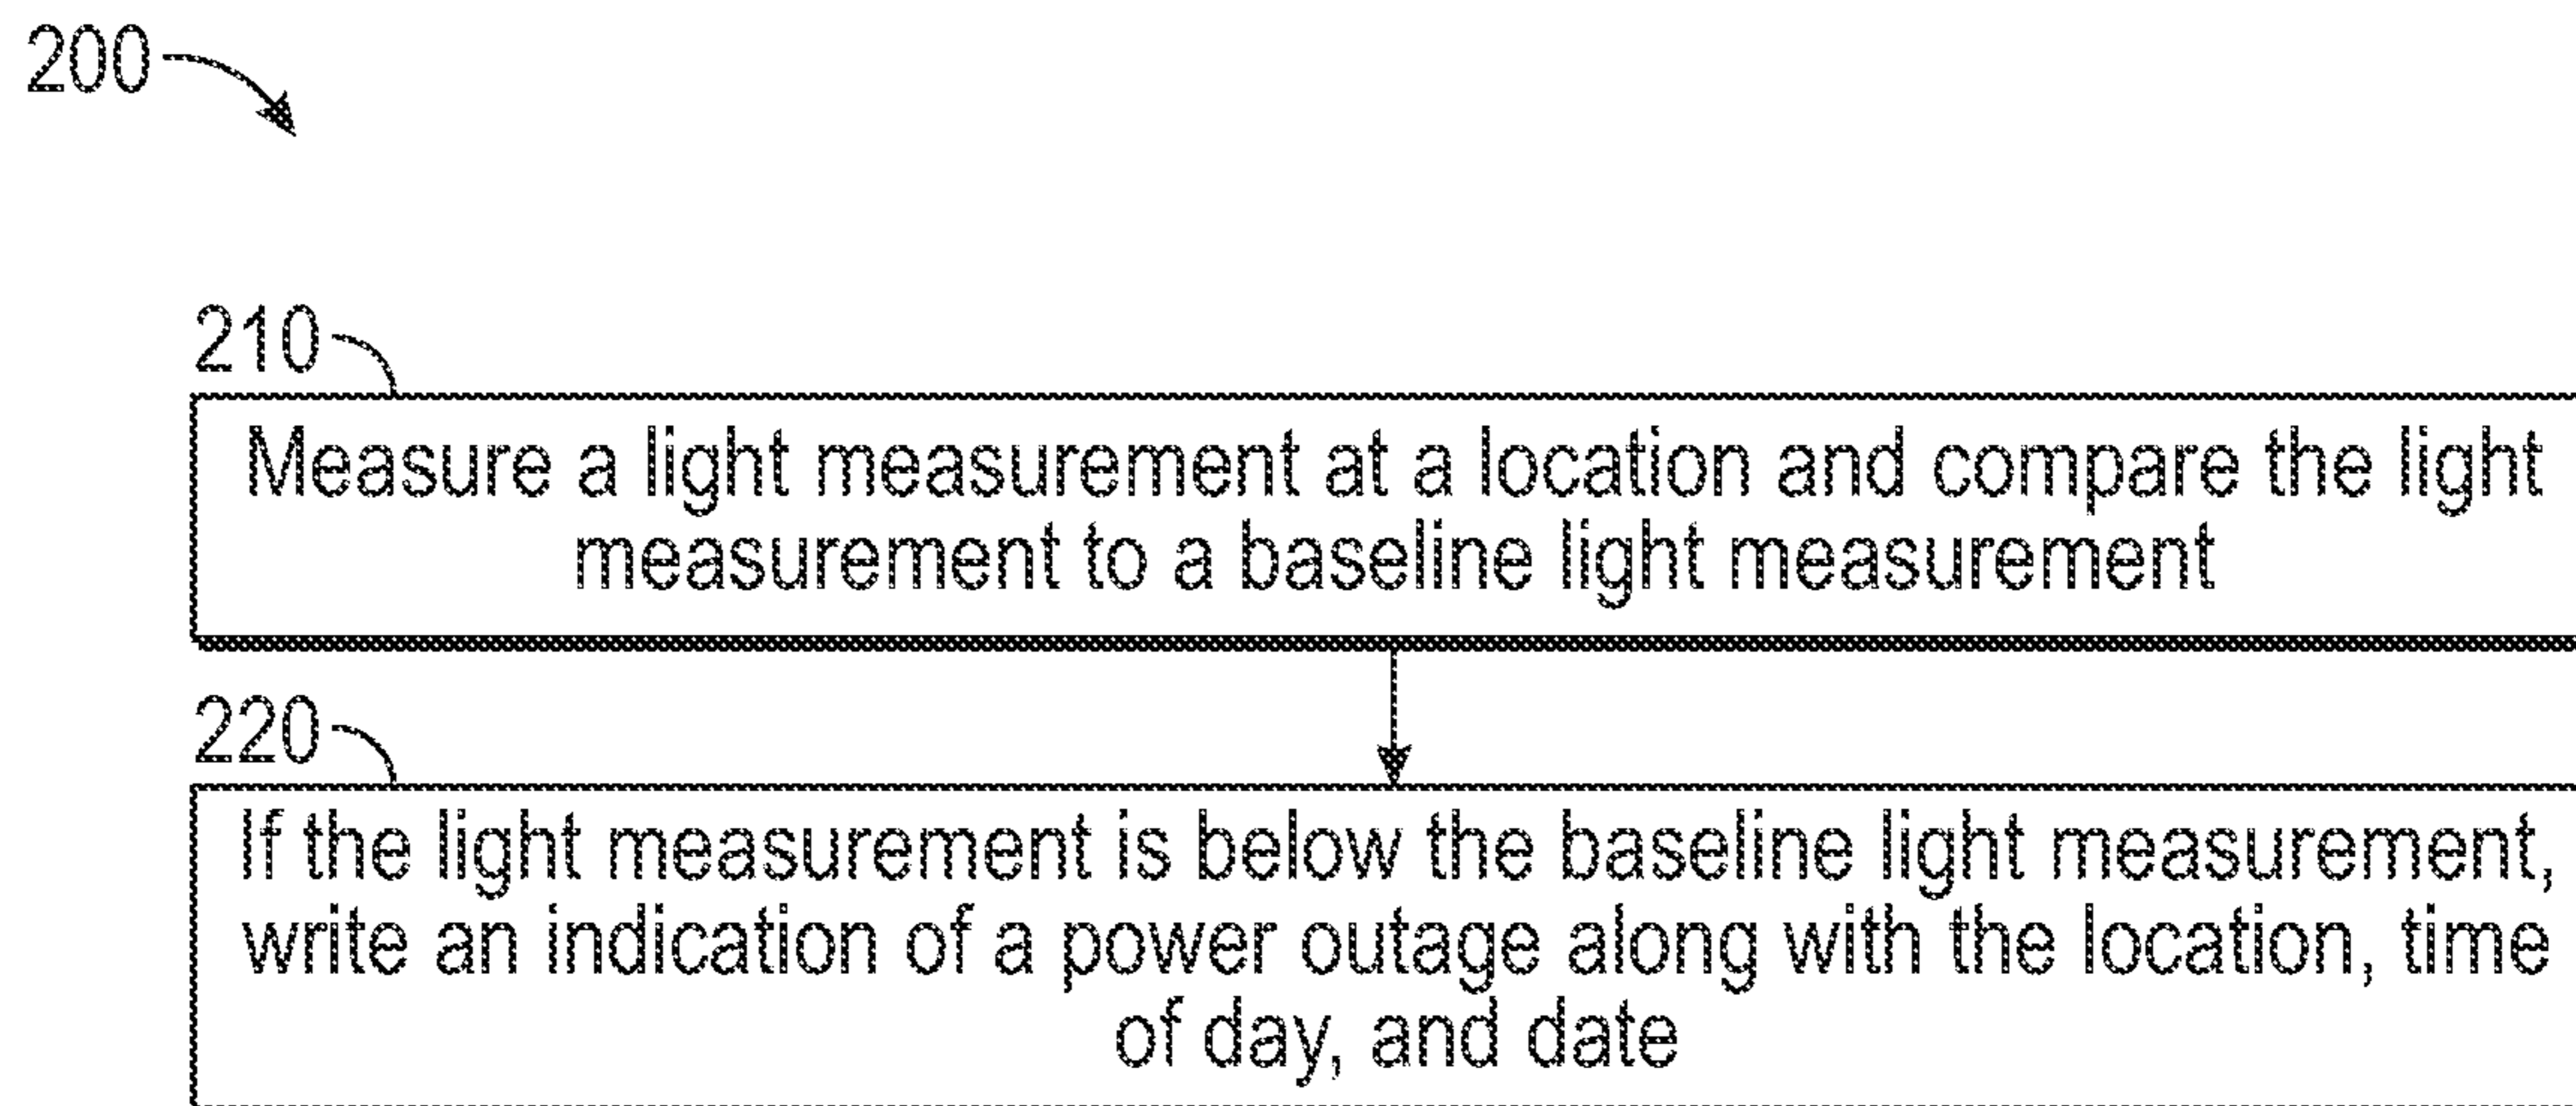 200
210
Measure a light measurement at a location and compare the light
measurement to a baseline light measurement
220
If the light measurement is below the baseline light measurement,
write an indication of a power outage along with the location, time
of day, and date